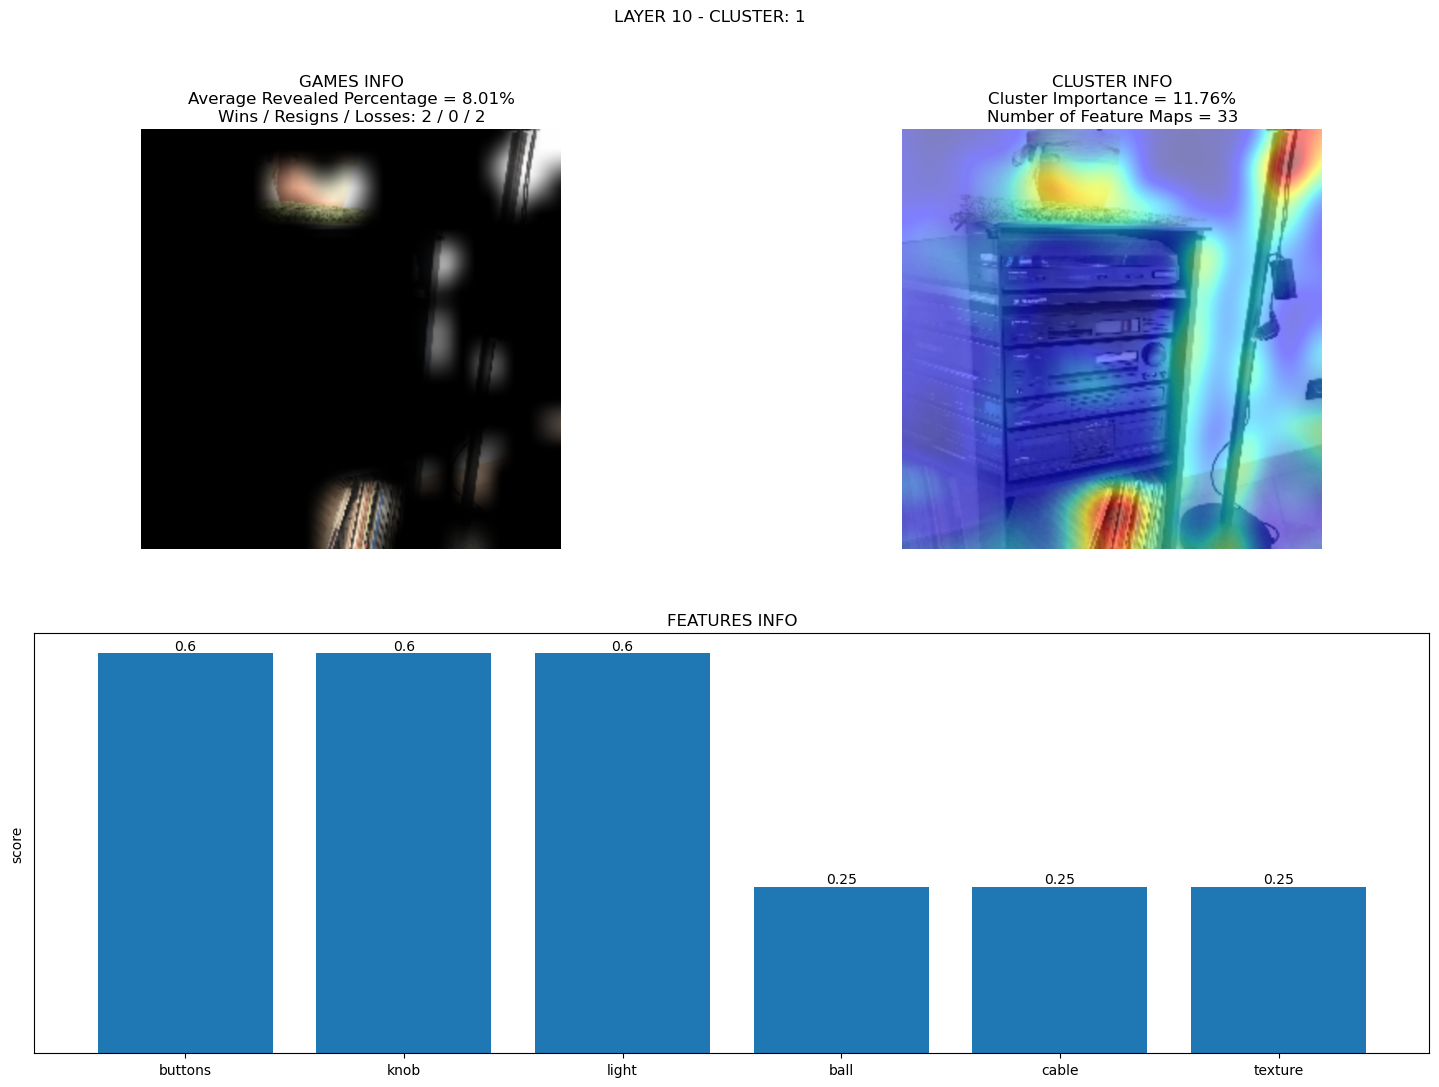 LAYER 10 - CLUSTER: 1
GAMES INFO
Average Revealed Percentage = 8.01%
Wins / Resigns / Losses: 2 / 0 / 2
CLUSTER INFO
Cluster Importance = 11.76%
Number of Feature Maps = 33
FEATURES INFO
score
0.6
0.6
0.6
0.25
0.25
0.25
buttons
knob
light
ball
cable
texture